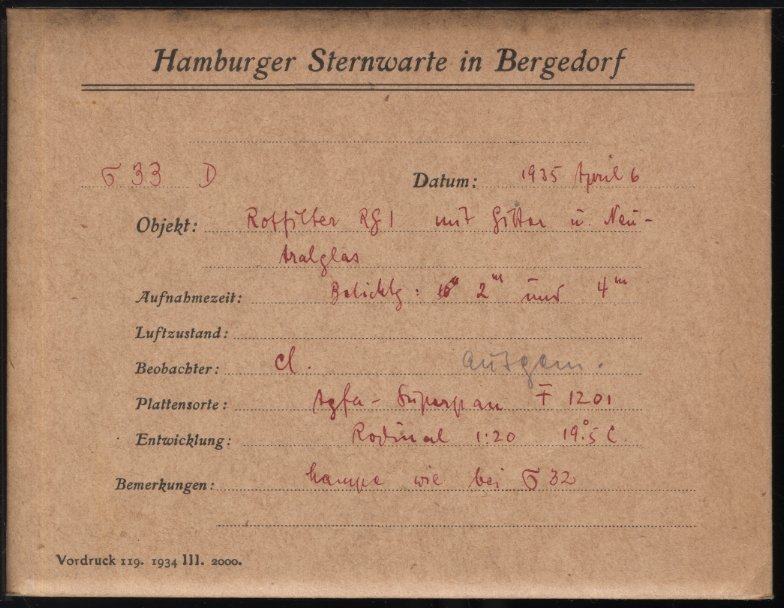 Hamburger Sternwarte in Bergedorf
σ 33 D Datum: 1935 April 6
Objekt: Rotfilter RG1 mit Gitter u. Neu-
tralglas
Aufnahmezeit: Belichtg: 2ᵐ und 4ᵐ
Luftzustand:
Beobachter: Cl. ausgem.
Plattensorte: Agfa-Superpan F 1201
Entwicklung: Rodinal 1:20 19.°5 C.
Bemerkungen: Lampe wie bei σ 32
Vordruck 119. 1934 III. 2000.